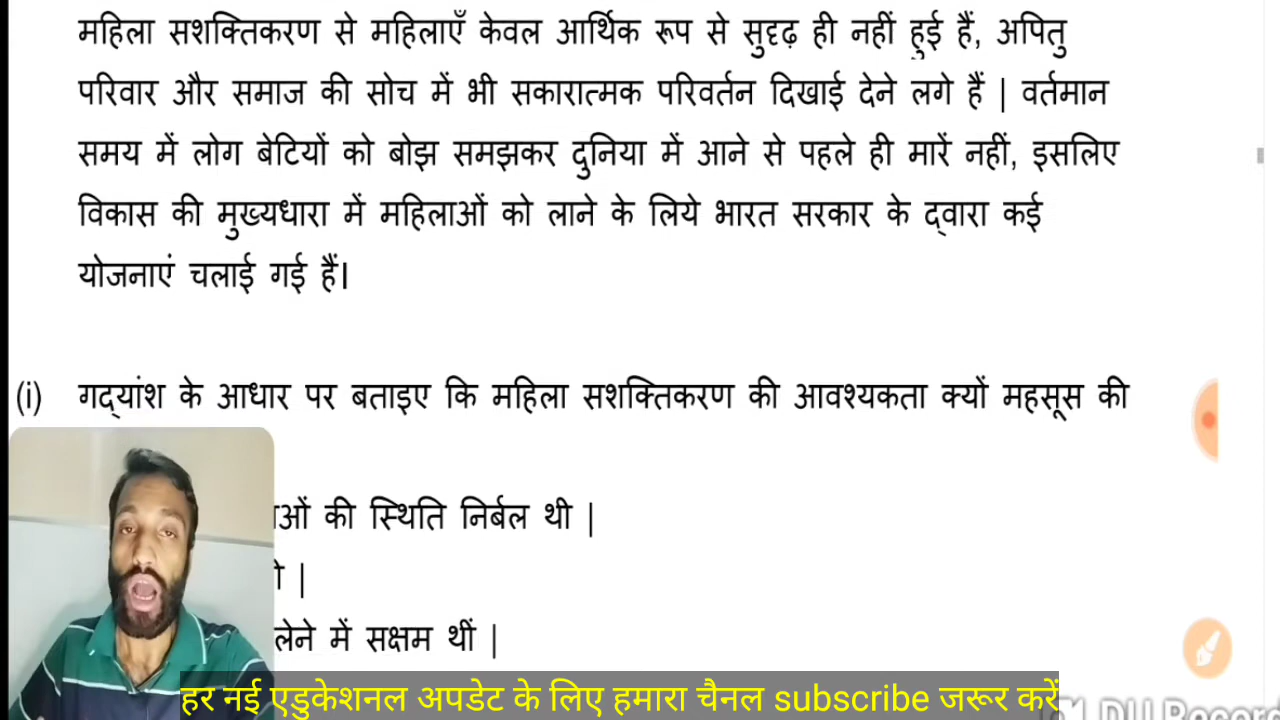 महिला सशक्तिकरण से महिलाएँ केवल आर्थिक रूप से सुदृढ़ ही नहीं हुई हैं, अपितु
परिवार और समाज की सोच में भी सकारात्मक परिवर्तन दिखाई देने लगे हैं | वर्तमान
समय में लोग बेटियों को बोझ समझकर दुनिया में आने से पहले ही मारें नहीं, इसलिए
विकास की मुख्यधारा में महिलाओं को लाने के लिये भारत सरकार के द्वारा कई
योजनाएं चलाई गई हैं।
(i) गद्यांश के आधार पर बताइए कि महिला सशक्तिकरण की आवश्यकता क्यों महसूस की
की स्थिति निर्बल थी |
लेने में सक्षम थीं |
हर नई एडुकेशनल अपडेट के लिए हमारा चैनल subscribe जरूर करें